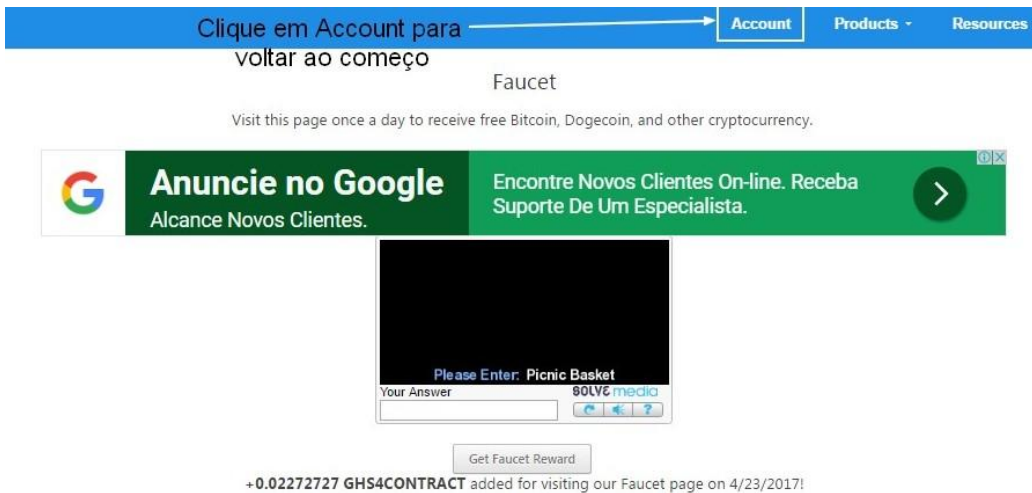 Clique em Account para
voltar ao começo
Account
Products
Resources
Faucet
Visit this page once a day to receive free Bitcoin, Dogecoin, and other cryptocurrency.
Anuncie no Google
Alcance Novos Clientes.
Encontre Novos Clientes On-line. Receba
Suporte De Um Especialista.
Please Enter: Picnic Basket
Your Answer
SOLVE media
?
Get Faucet Reward
+0.02272727 GHS4CONTRACT added for visiting our Faucet page on 4/23/2017!